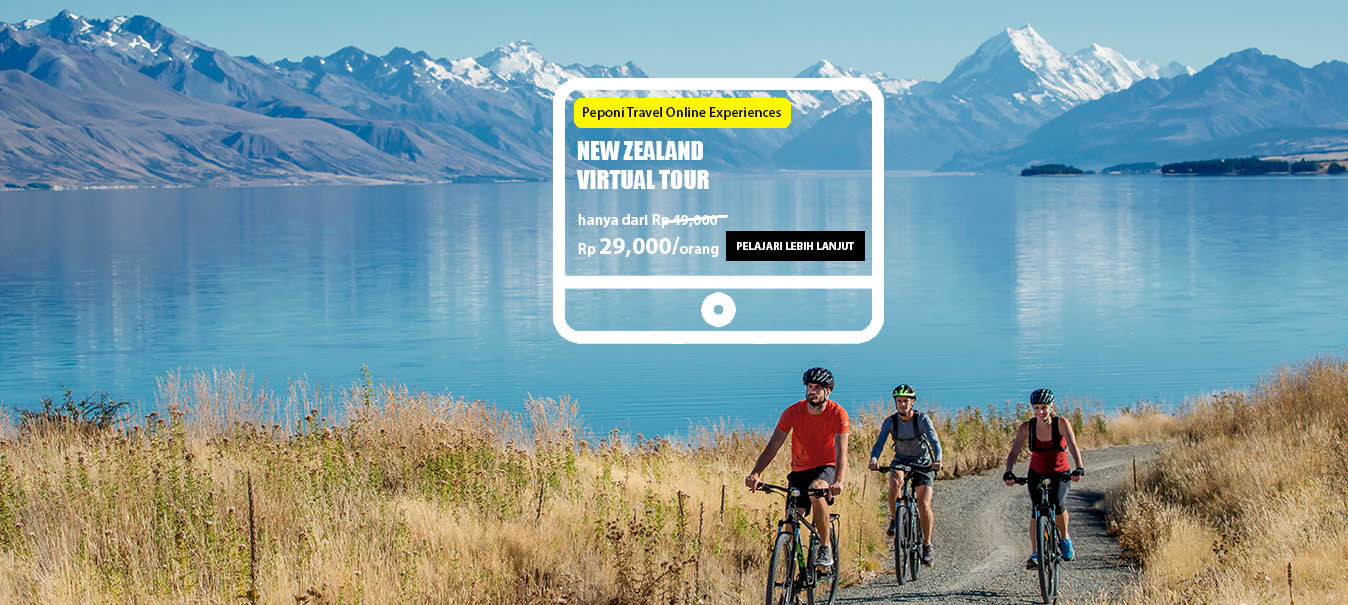 Peponi Travel Online Experiences
NEW ZEALAND
VIRTUAL TOUR
hanya dari Rp 49,000
Rp 29,000/orang
PELAJARI LEBIH LANJUT